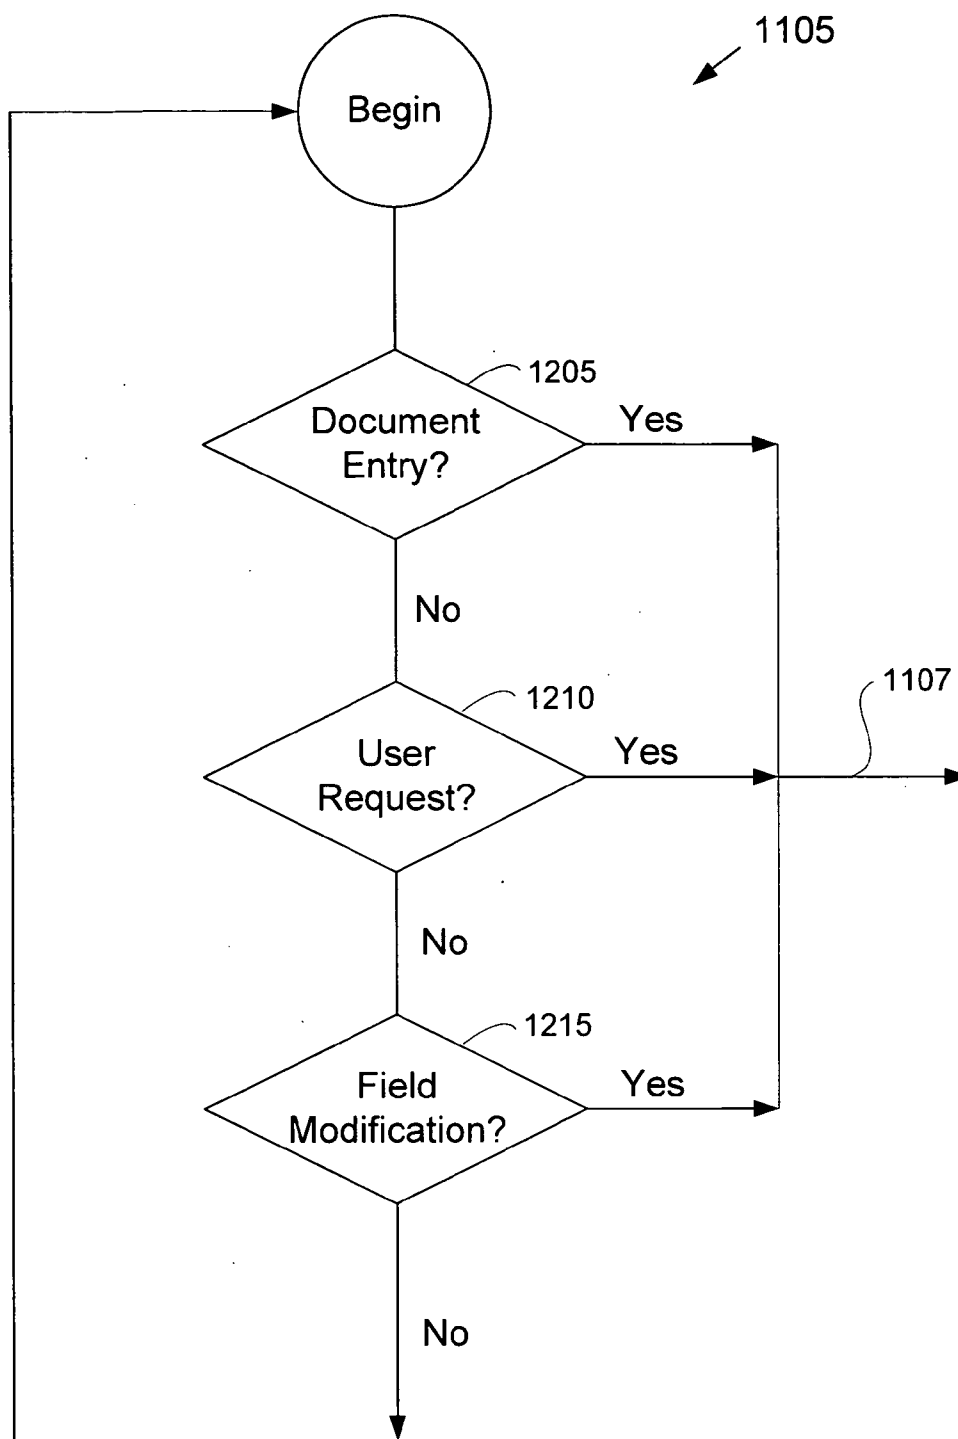 1105
Begin
1205
Document
Entry?
Yes
No
1210
1107
User
Request?
Yes
No
1215
Field
Modification?
Yes
No